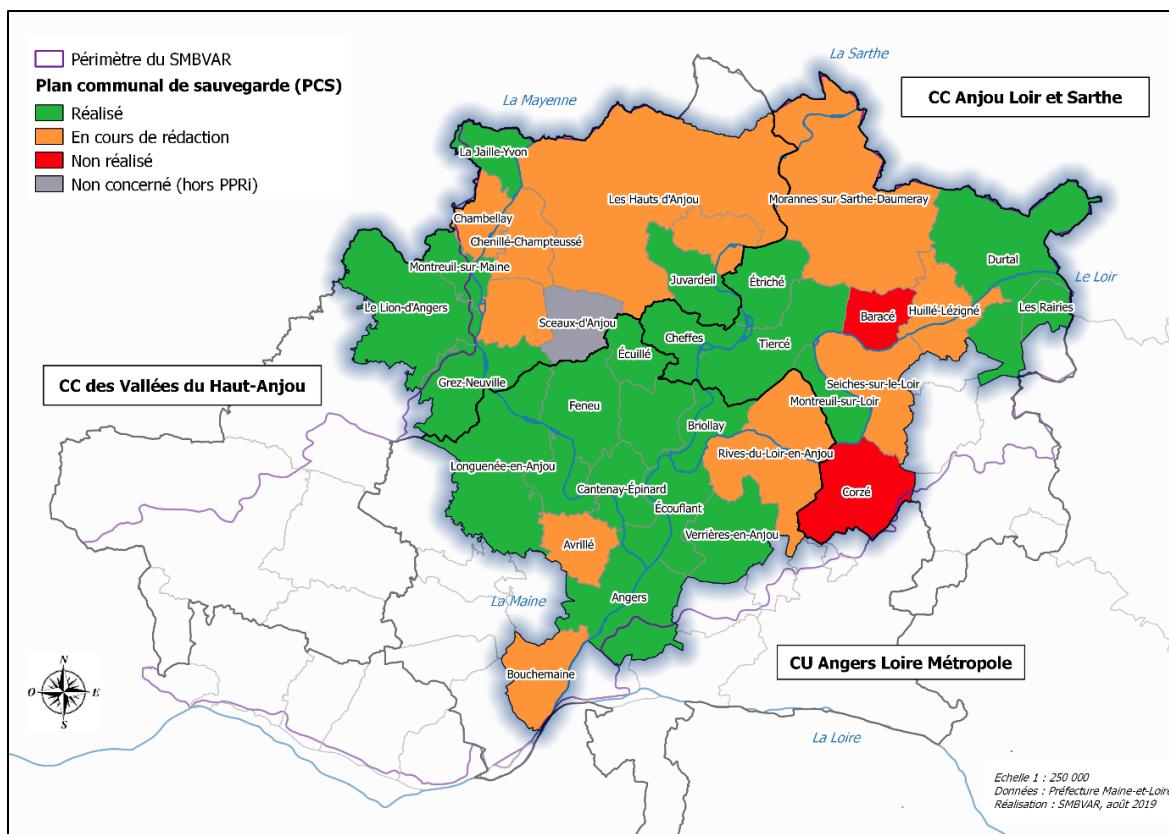 Périmètre du SMBVAR
Plan communal de sauvegarde (PCS)
Réalisé
En cours de rédaction
Non réalisé
Non concerné (hors PPRi)
La Sarthe
La Mayenne
CC Anjou Loir et Sarthe
La Jaille-Yvon
Les Hauts d'Anjou
Morannes sur Sarthe-Daumeray
Chambellay
Chenillé-Champteussé
Durtal
Montreuil-sur-Maine
Juvardeil
Étriché
Le Loir
Le Lion-d'Angers
Les Rairies
Huillé-Lézigné
Baracé
Sceaux-d'Anjou
Cheffes
Tiercé
Écuillé
CC des Vallées du Haut-Anjou
Grez-Neuville
Seiches-sur-le-Loir
Montreuil-sur-Loir
Feneu
Briollay
Rives-du-Loir-en-Anjou
Longuenée-en-Anjou
Cantenay-Épinard
Corzé
Écouflant
Verrières-en-Anjou
Avrillé
La Maine
Angers
CU Angers Loire Métropole
Bouchemaine
N
O
E
S
La Loire
Echelle 1 : 250 000
Données : Préfecture Maine-et-Loire
Réalisation : SMBVAR, août 2019